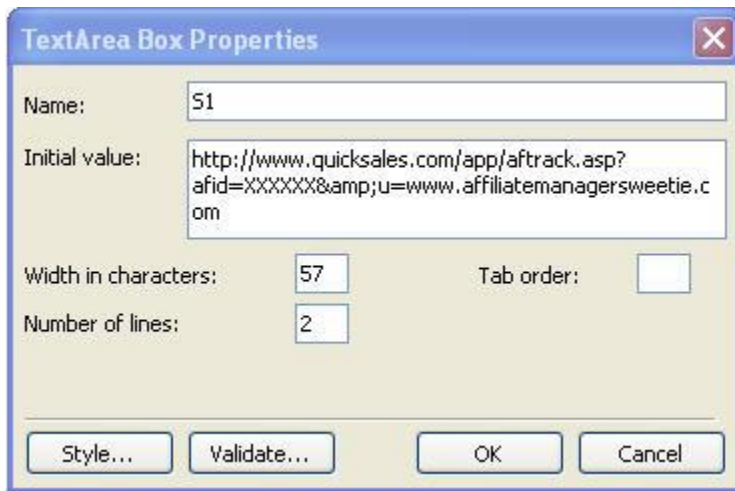 TextArea Box Properties
Name: S1
Initial value: http://www.quicksales.com/app/aftrack.asp?
afid=XXXXXX&amp;u=www.affiliatemanagersweetie.c
om
Width in characters: 57 Tab order:
Number of lines: 2
Style... Validate... OK Cancel